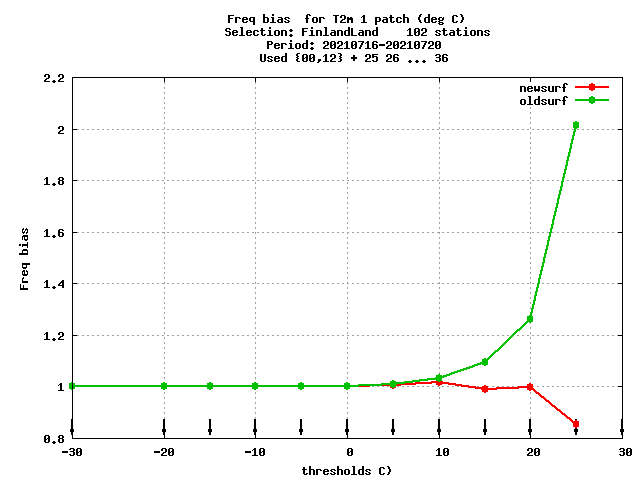 Freq bias  for T2m 1 patch (deg C)
Selection: FinlandLand    102 stations
Period: 20210716-20210720
Used {00,12} + 25 26 ... 36
newsurf
oldsurf
2.2
2
1.8
1.6
1.4
1.2
1
0.8
Freq bias
-30
-20
-10
0
10
20
30
thresholds C)